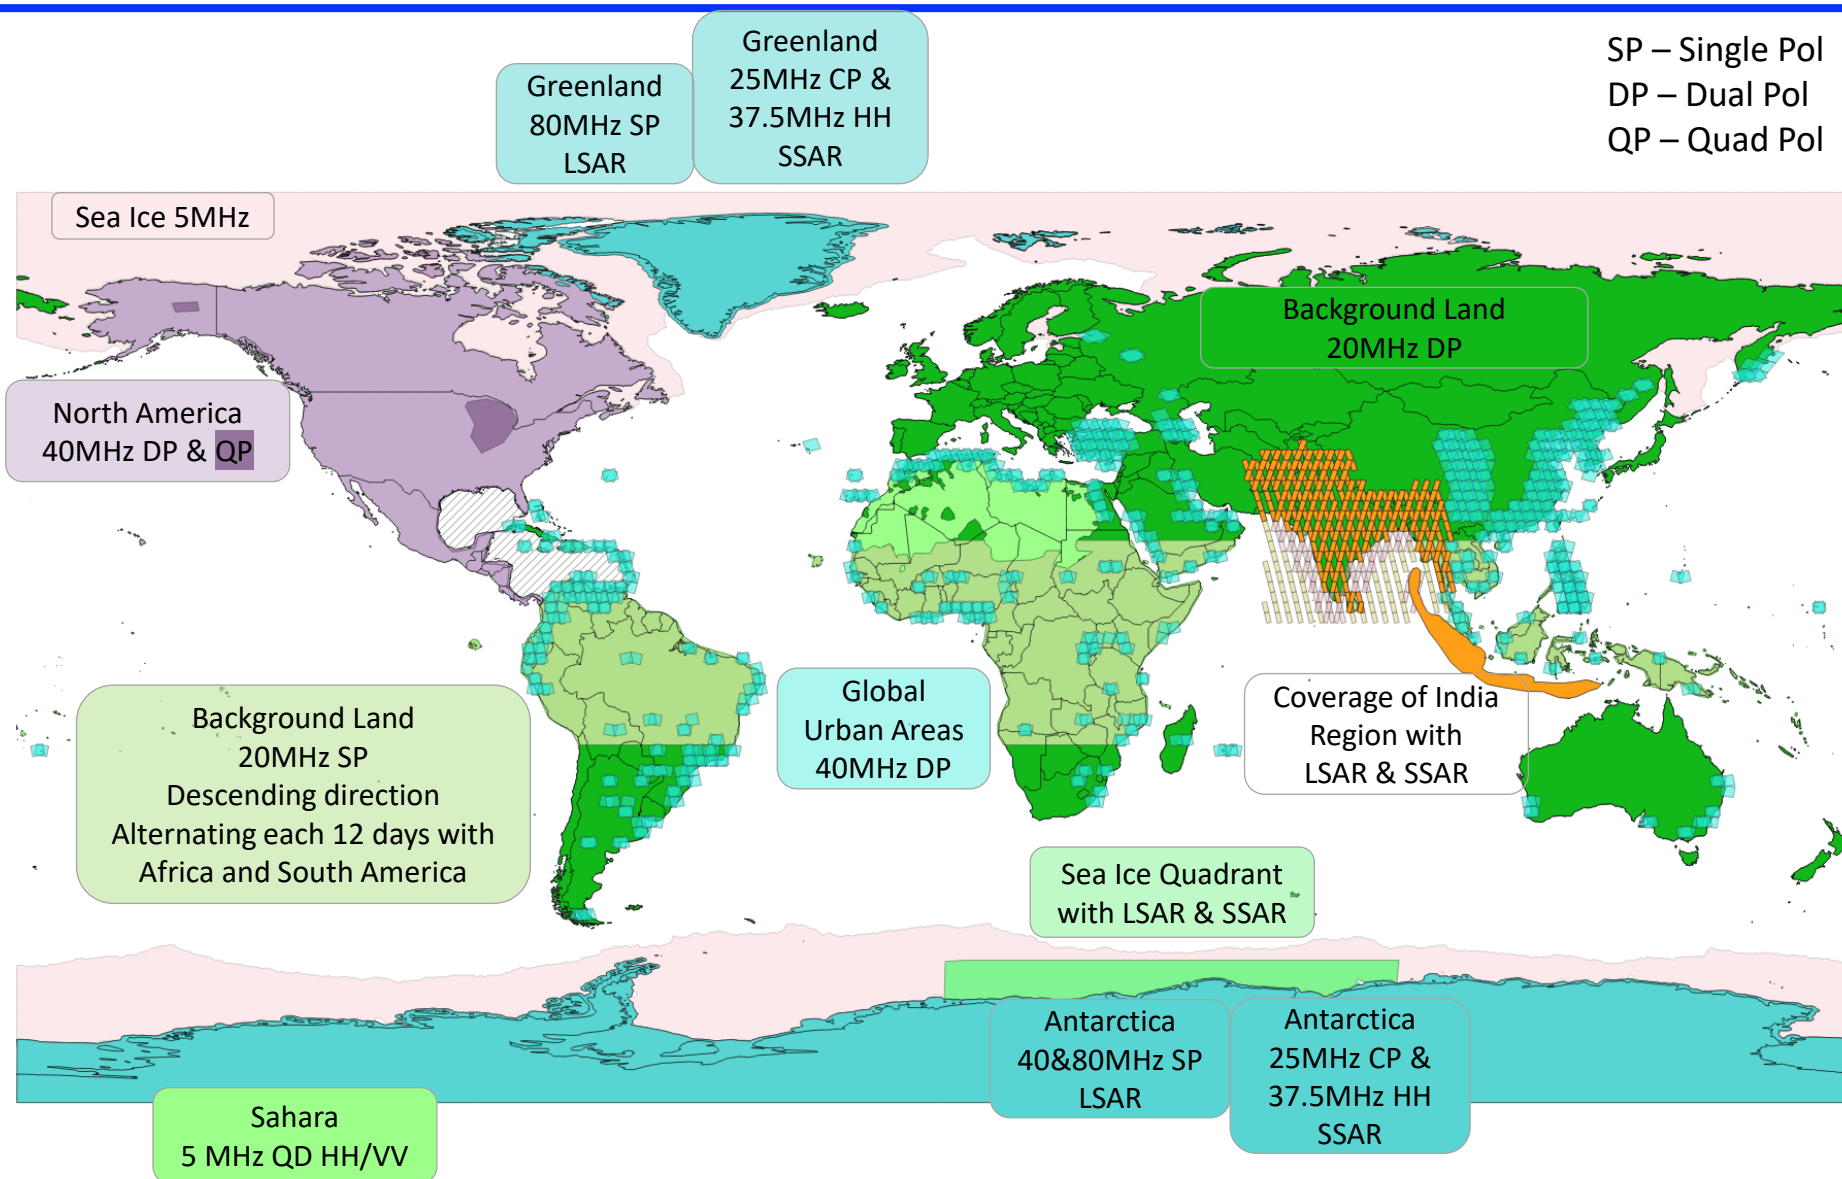 Greenland
80MHz SP
LSAR
Greenland
25MHz CP &
37.5MHz HH
SSAR
SP – Single Pol
DP – Dual Pol
QP – Quad Pol
Sea Ice 5MHz
Background Land
20MHz DP
North America
40MHz DP & QP
Background Land
20MHz SP
Descending direction
Alternating each 12 days with
Africa and South America
Global
Urban Areas
40MHz DP
Coverage of India
Region with
LSAR & SSAR
Sea Ice Quadrant
with LSAR & SSAR
Antarctica
40&80MHz SP
LSAR
Antarctica
25MHz CP &
37.5MHz HH
SSAR
Sahara
5 MHz QD HH/VV